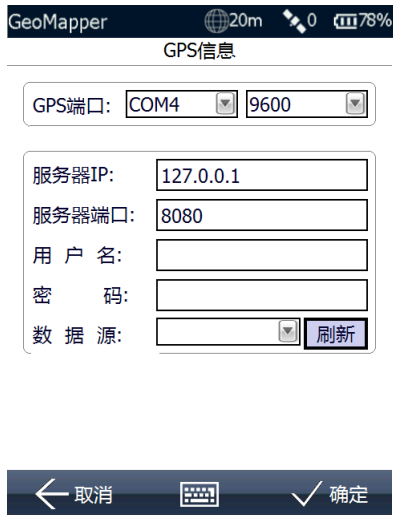 GeoMapper 20m 0 78%
GPS信息
GPS端口: COM4 9600
服务器IP: 127.0.0.1
服务器端口: 8080
用 户 名:
密 码:
数 据 源: 刷新
取消 确定